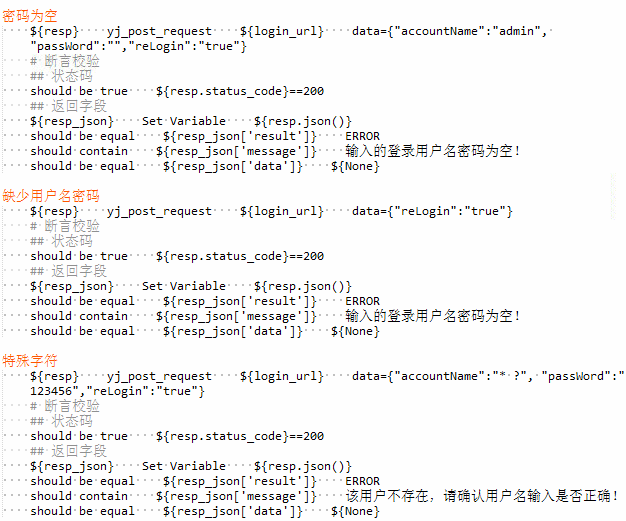 密码为空
${resp}    yj_post_request    ${login_url}    data={"accountName":"admin",
"passWord":"","reLogin":"true"}
# 断言校验
## 状态码
should be true    ${resp.status_code}==200
## 返回字段
${resp_json}    Set Variable    ${resp.json()}
should be equal    ${resp_json['result']}    ERROR
should contain    ${resp_json['message']}    输入的登录用户名密码为空！
should be equal    ${resp_json['data']}    ${None}
缺少用户名密码
${resp}    yj_post_request    ${login_url}    data={"reLogin":"true"}
# 断言校验
## 状态码
should be true    ${resp.status_code}==200
## 返回字段
${resp_json}    Set Variable    ${resp.json()}
should be equal    ${resp_json['result']}    ERROR
should contain    ${resp_json['message']}    输入的登录用户名密码为空！
should be equal    ${resp_json['data']}    ${None}
特殊字符
${resp}    yj_post_request    ${login_url}    data={"accountName":"* ?", "passWord":"
123456","reLogin":"true"}
# 断言校验
## 状态码
should be true    ${resp.status_code}==200
## 返回字段
${resp_json}    Set Variable    ${resp.json()}
should be equal    ${resp_json['result']}    ERROR
should contain    ${resp_json['message']}    该用户不存在，请确认用户名输入是否正确！
should be equal    ${resp_json['data']}    ${None}